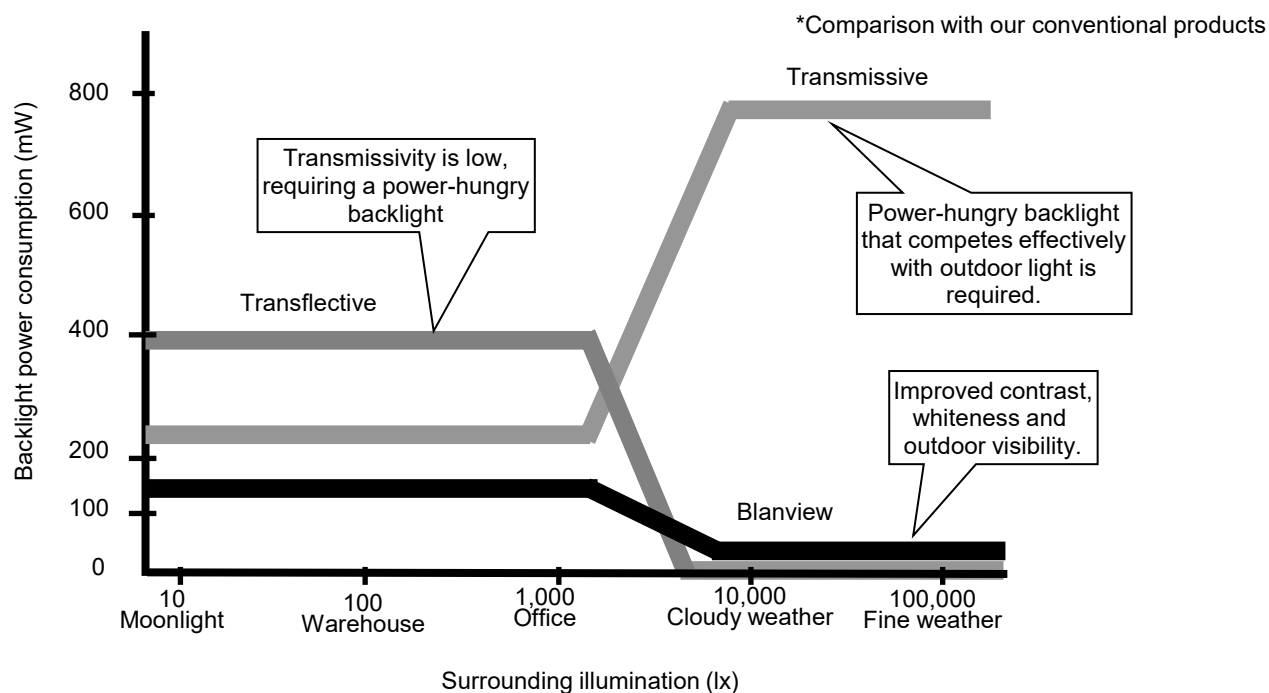 *Comparison with our conventional products
Transmissive
800
Transmissivity is low,
requiring a power-hungry
backlight
Power-hungry backlight
that competes effectively
with outdoor light is
required.
600
Backlight power consumption (mW)
Transflective
400
Improved contrast,
whiteness and
outdoor visibility.
200
100
Blanview
0
10
100
1,000
10,000
100,000
Moonlight
Warehouse
Office
Cloudy weather
Fine weather
Surrounding illumination (lx)